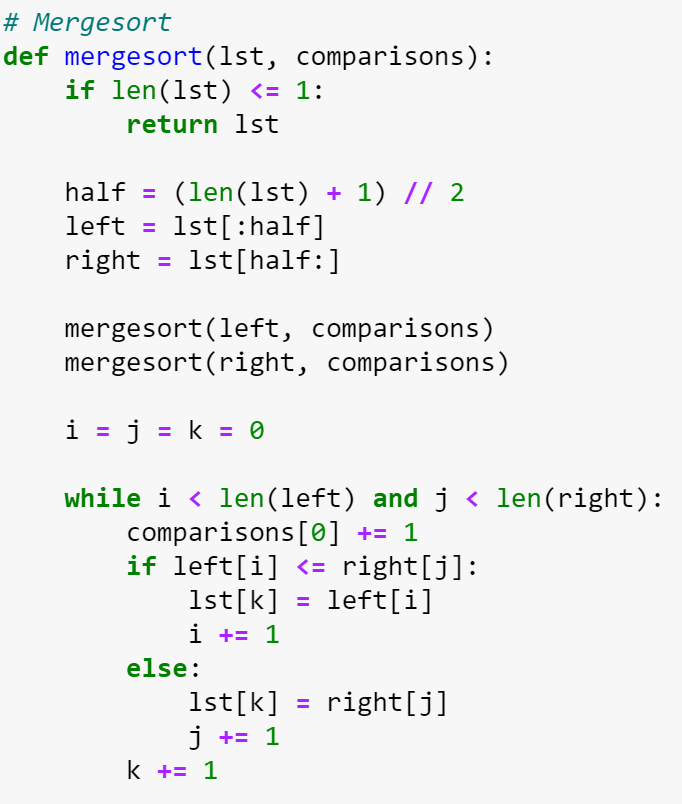 # Mergesort
def mergesort(lst, comparisons):
    if len(lst) <= 1:
        return lst

    half = (len(lst) + 1) // 2
    left = lst[:half]
    right = lst[half:]

    mergesort(left, comparisons)
    mergesort(right, comparisons)

    i = j = k = 0

    while i < len(left) and j < len(right):
        comparisons[0] += 1
        if left[i] <= right[j]:
            lst[k] = left[i]
            i += 1
        else:
            lst[k] = right[j]
            j += 1
        k += 1